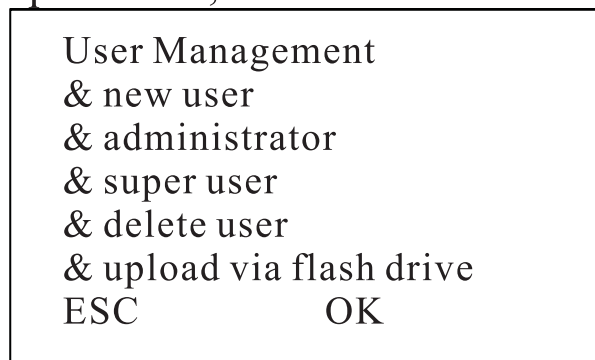 User Management
& new user
& administrator
& super user
& delete user
& upload via flash drive
ESC OK